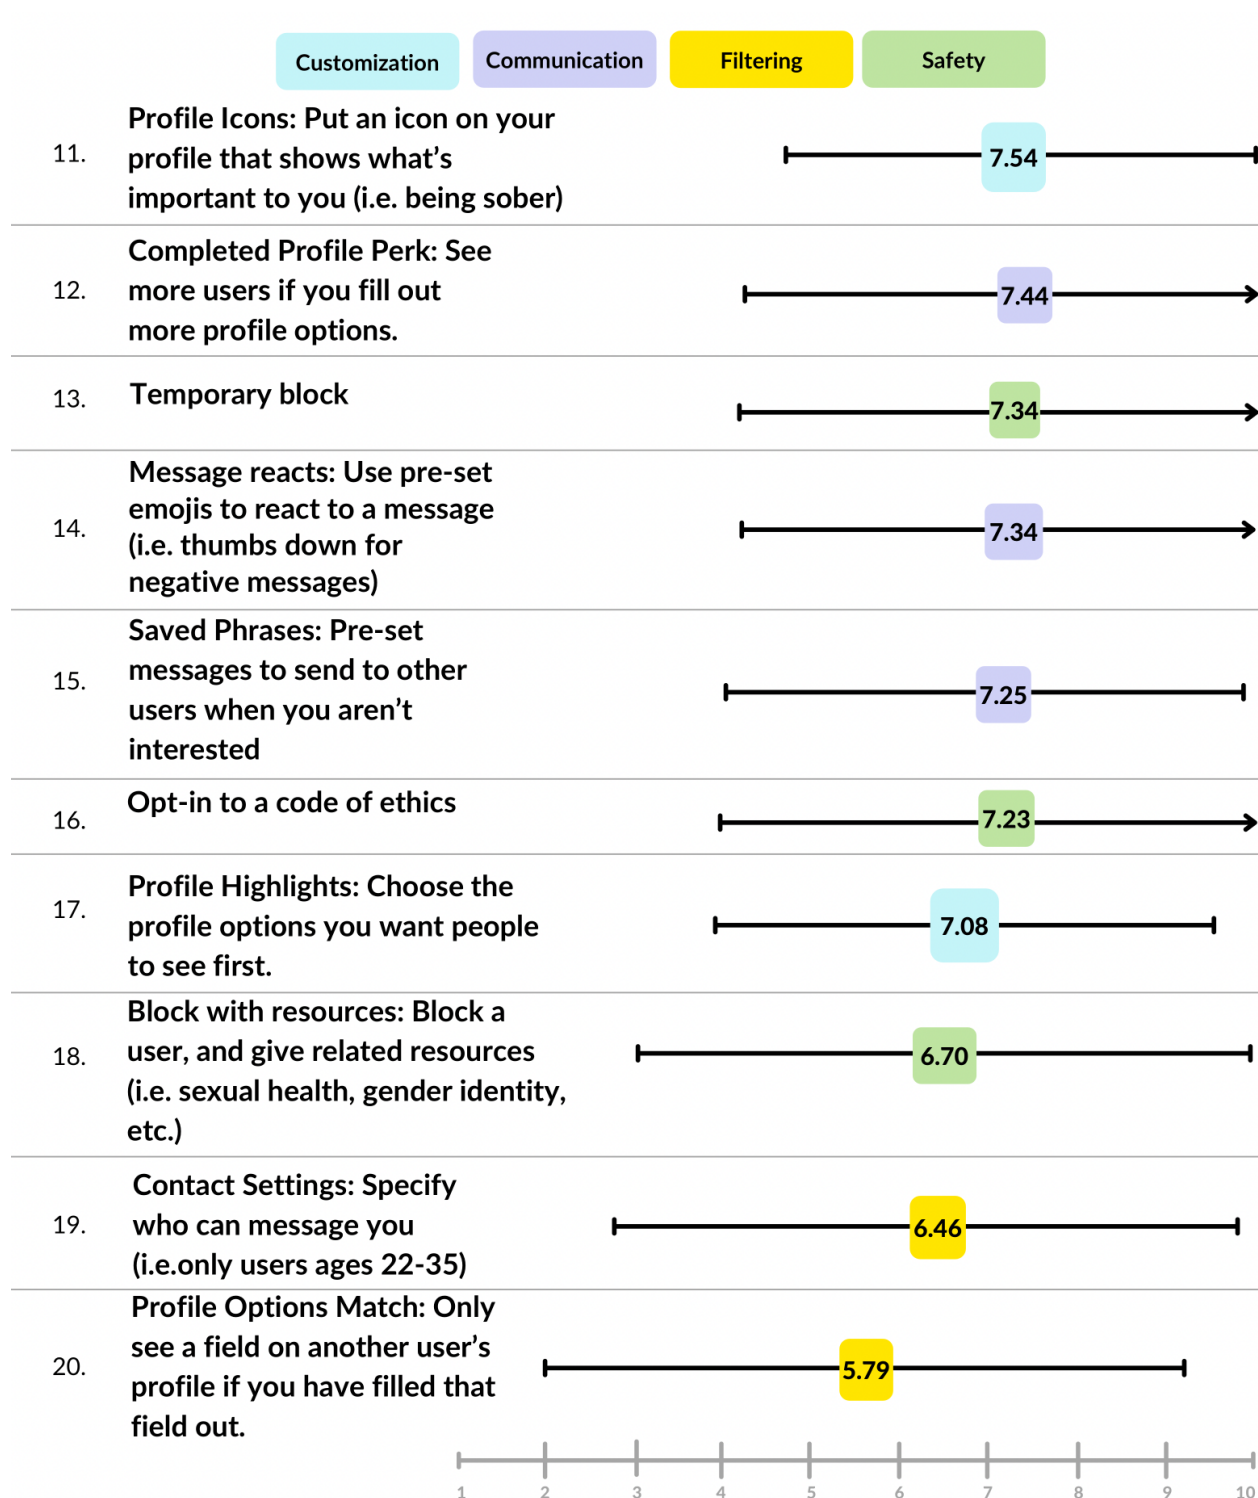 Customization Communication Filtering Safety
11.
Profile Icons: Put an icon on your
profile that shows what’s
important to you (i.e. being sober)
7.54
12.
Completed Profile Perk: See
more users if you fill out
more profile options.
7.44
13.
Temporary block
7.34
14.
Message reacts: Use pre-set
emojis to react to a message
(i.e. thumbs down for
negative messages)
7.34
15.
Saved Phrases: Pre-set
messages to send to other
users when you aren’t
interested
7.25
16.
Opt-in to a code of ethics
7.23
17.
Profile Highlights: Choose the
profile options you want people
to see first.
7.08
18.
Block with resources: Block a
user, and give related resources
(i.e. sexual health, gender identity,
etc.)
6.70
19.
Contact Settings: Specify
who can message you
(i.e.only users ages 22-35)
6.46
20.
Profile Options Match: Only
see a field on another user’s
profile if you have filled that
field out.
5.79
1 2 3 4 5 6 7 8 9 10